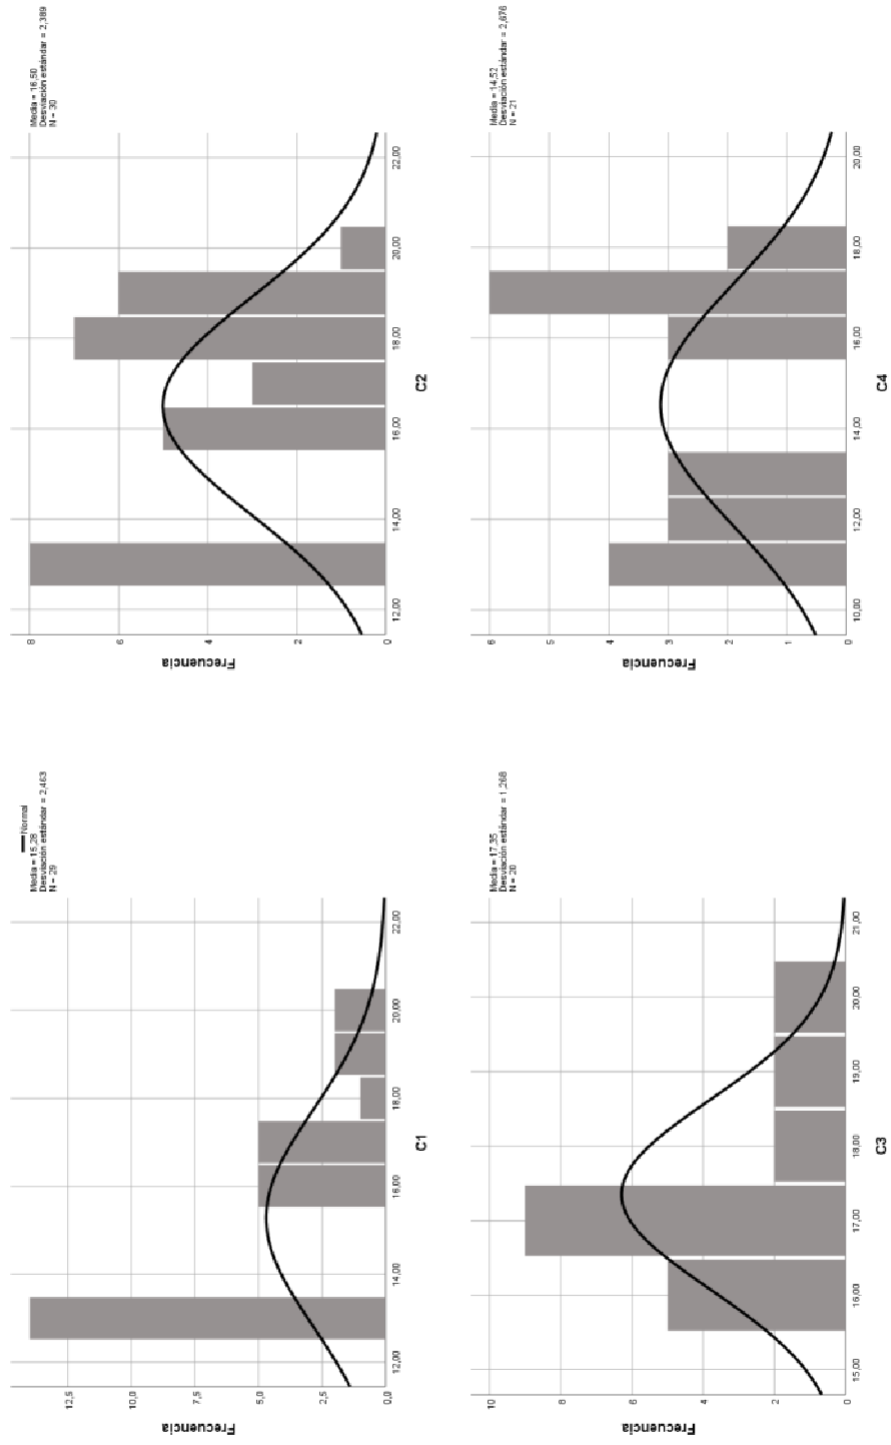 Normal
Media = 15,28
Desviación estándar = 2,463
N = 29
Frecuencia
12,5
10,0
7,5
5,0
2,5
0,0
12,00 14,00 16,00 18,00 20,00 22,00
C1
Media = 16,50
Desviación estándar = 2,389
N = 30
Frecuencia
8
6
4
2
0
12,00 14,00 16,00 18,00 20,00 22,00
C2
Media = 17,35
Desviación estándar = 1,268
N = 20
Frecuencia
10
8
6
4
2
0
15,00 16,00 17,00 18,00 19,00 20,00 21,00
C3
Media = 14,52
Desviación estándar = 2,676
N = 21
Frecuencia
6
5
4
3
2
1
0
10,00 12,00 14,00 16,00 18,00 20,00
C4